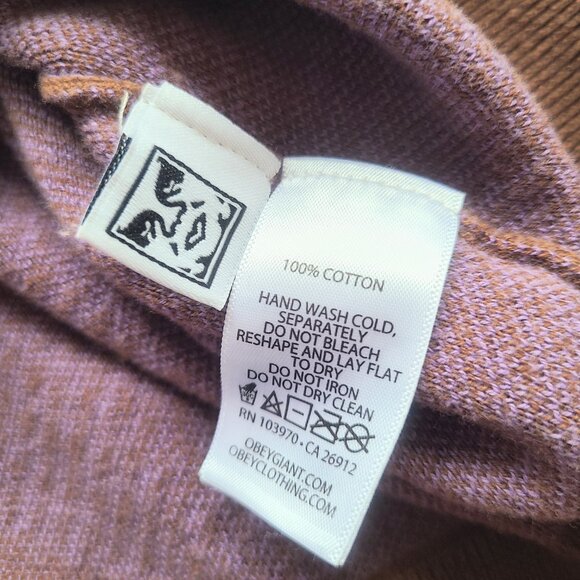 100% COTTON
HAND WASH COLD,
SEPARATELY
DO NOT BLEACH
RESHAPE AND LAY FLAT
TO DRY
DO NOT IRON
DO NOT DRY CLEAN
RN 103970 • CA 26912
OBEYGIANT.COM
OBEYCLOTHING.COM